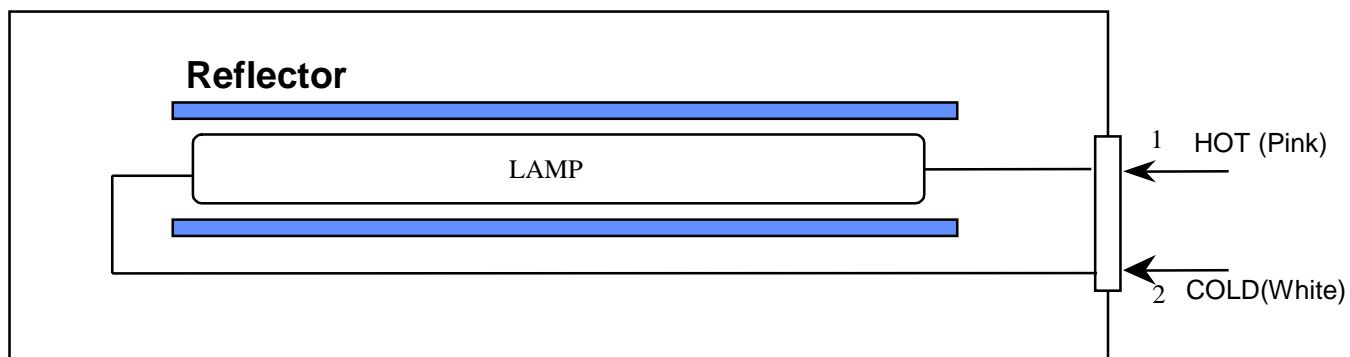 Reflector
LAMP
1
HOT (Pink)
2
COLD(White)